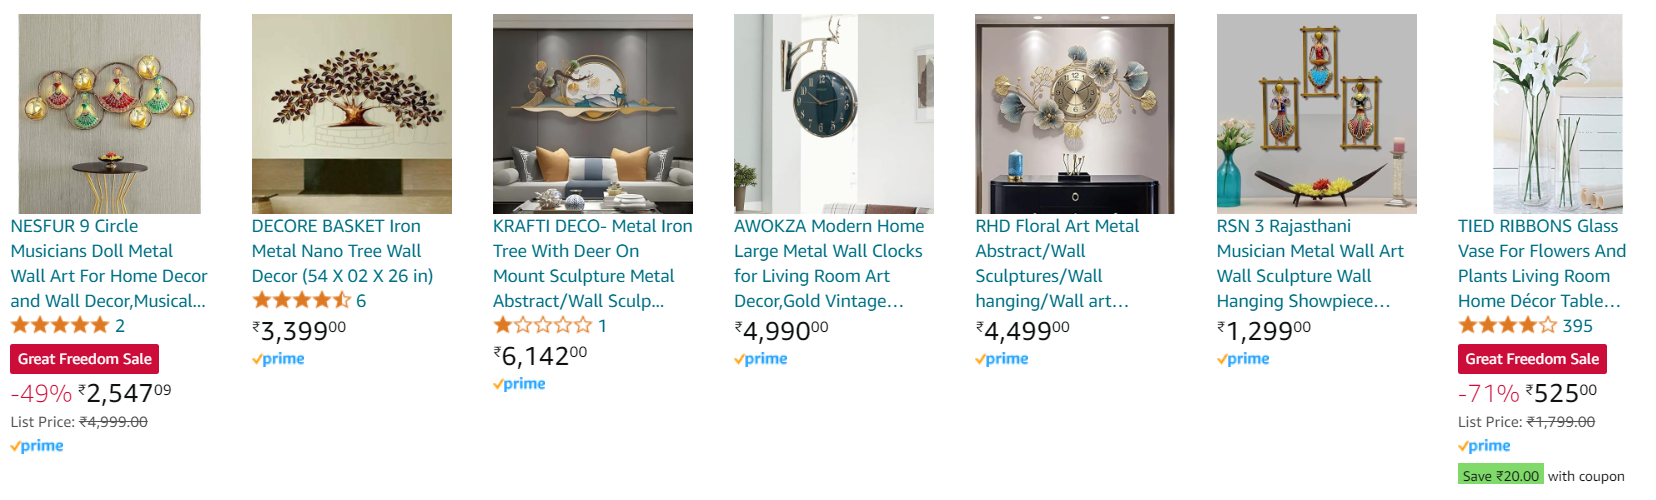 NESFUR 9 Circle
Musicians Doll Metal
Wall Art For Home Decor
and Wall Decor,Musical...
2
Great Freedom Sale
-49% ₹2,54709
List Price: ₹4,999.00
prime
DECORE BASKET Iron
Metal Nano Tree Wall
Decor (54 X 02 X 26 in)
6
₹3,39900
prime
KRAFTI DECO- Metal Iron
Tree With Deer On
Mount Sculpture Metal
Abstract/Wall Sculp...
1
₹6,14200
prime
AWOKZA Modern Home
Large Metal Wall Clocks
for Living Room Art
Decor,Gold Vintage...
₹4,99000
prime
RHD Floral Art Metal
Abstract/Wall
Sculptures/Wall
hanging/Wall art...
₹4,49900
prime
RSN 3 Rajasthani
Musician Metal Wall Art
Wall Sculpture Wall
Hanging Showpiece...
₹1,29900
prime
TIED RIBBONS Glass
Vase For Flowers And
Plants Living Room
Home Décor Table...
395
Great Freedom Sale
-71% ₹52500
List Price: ₹1,799.00
prime
Save ₹20.00 with coupon